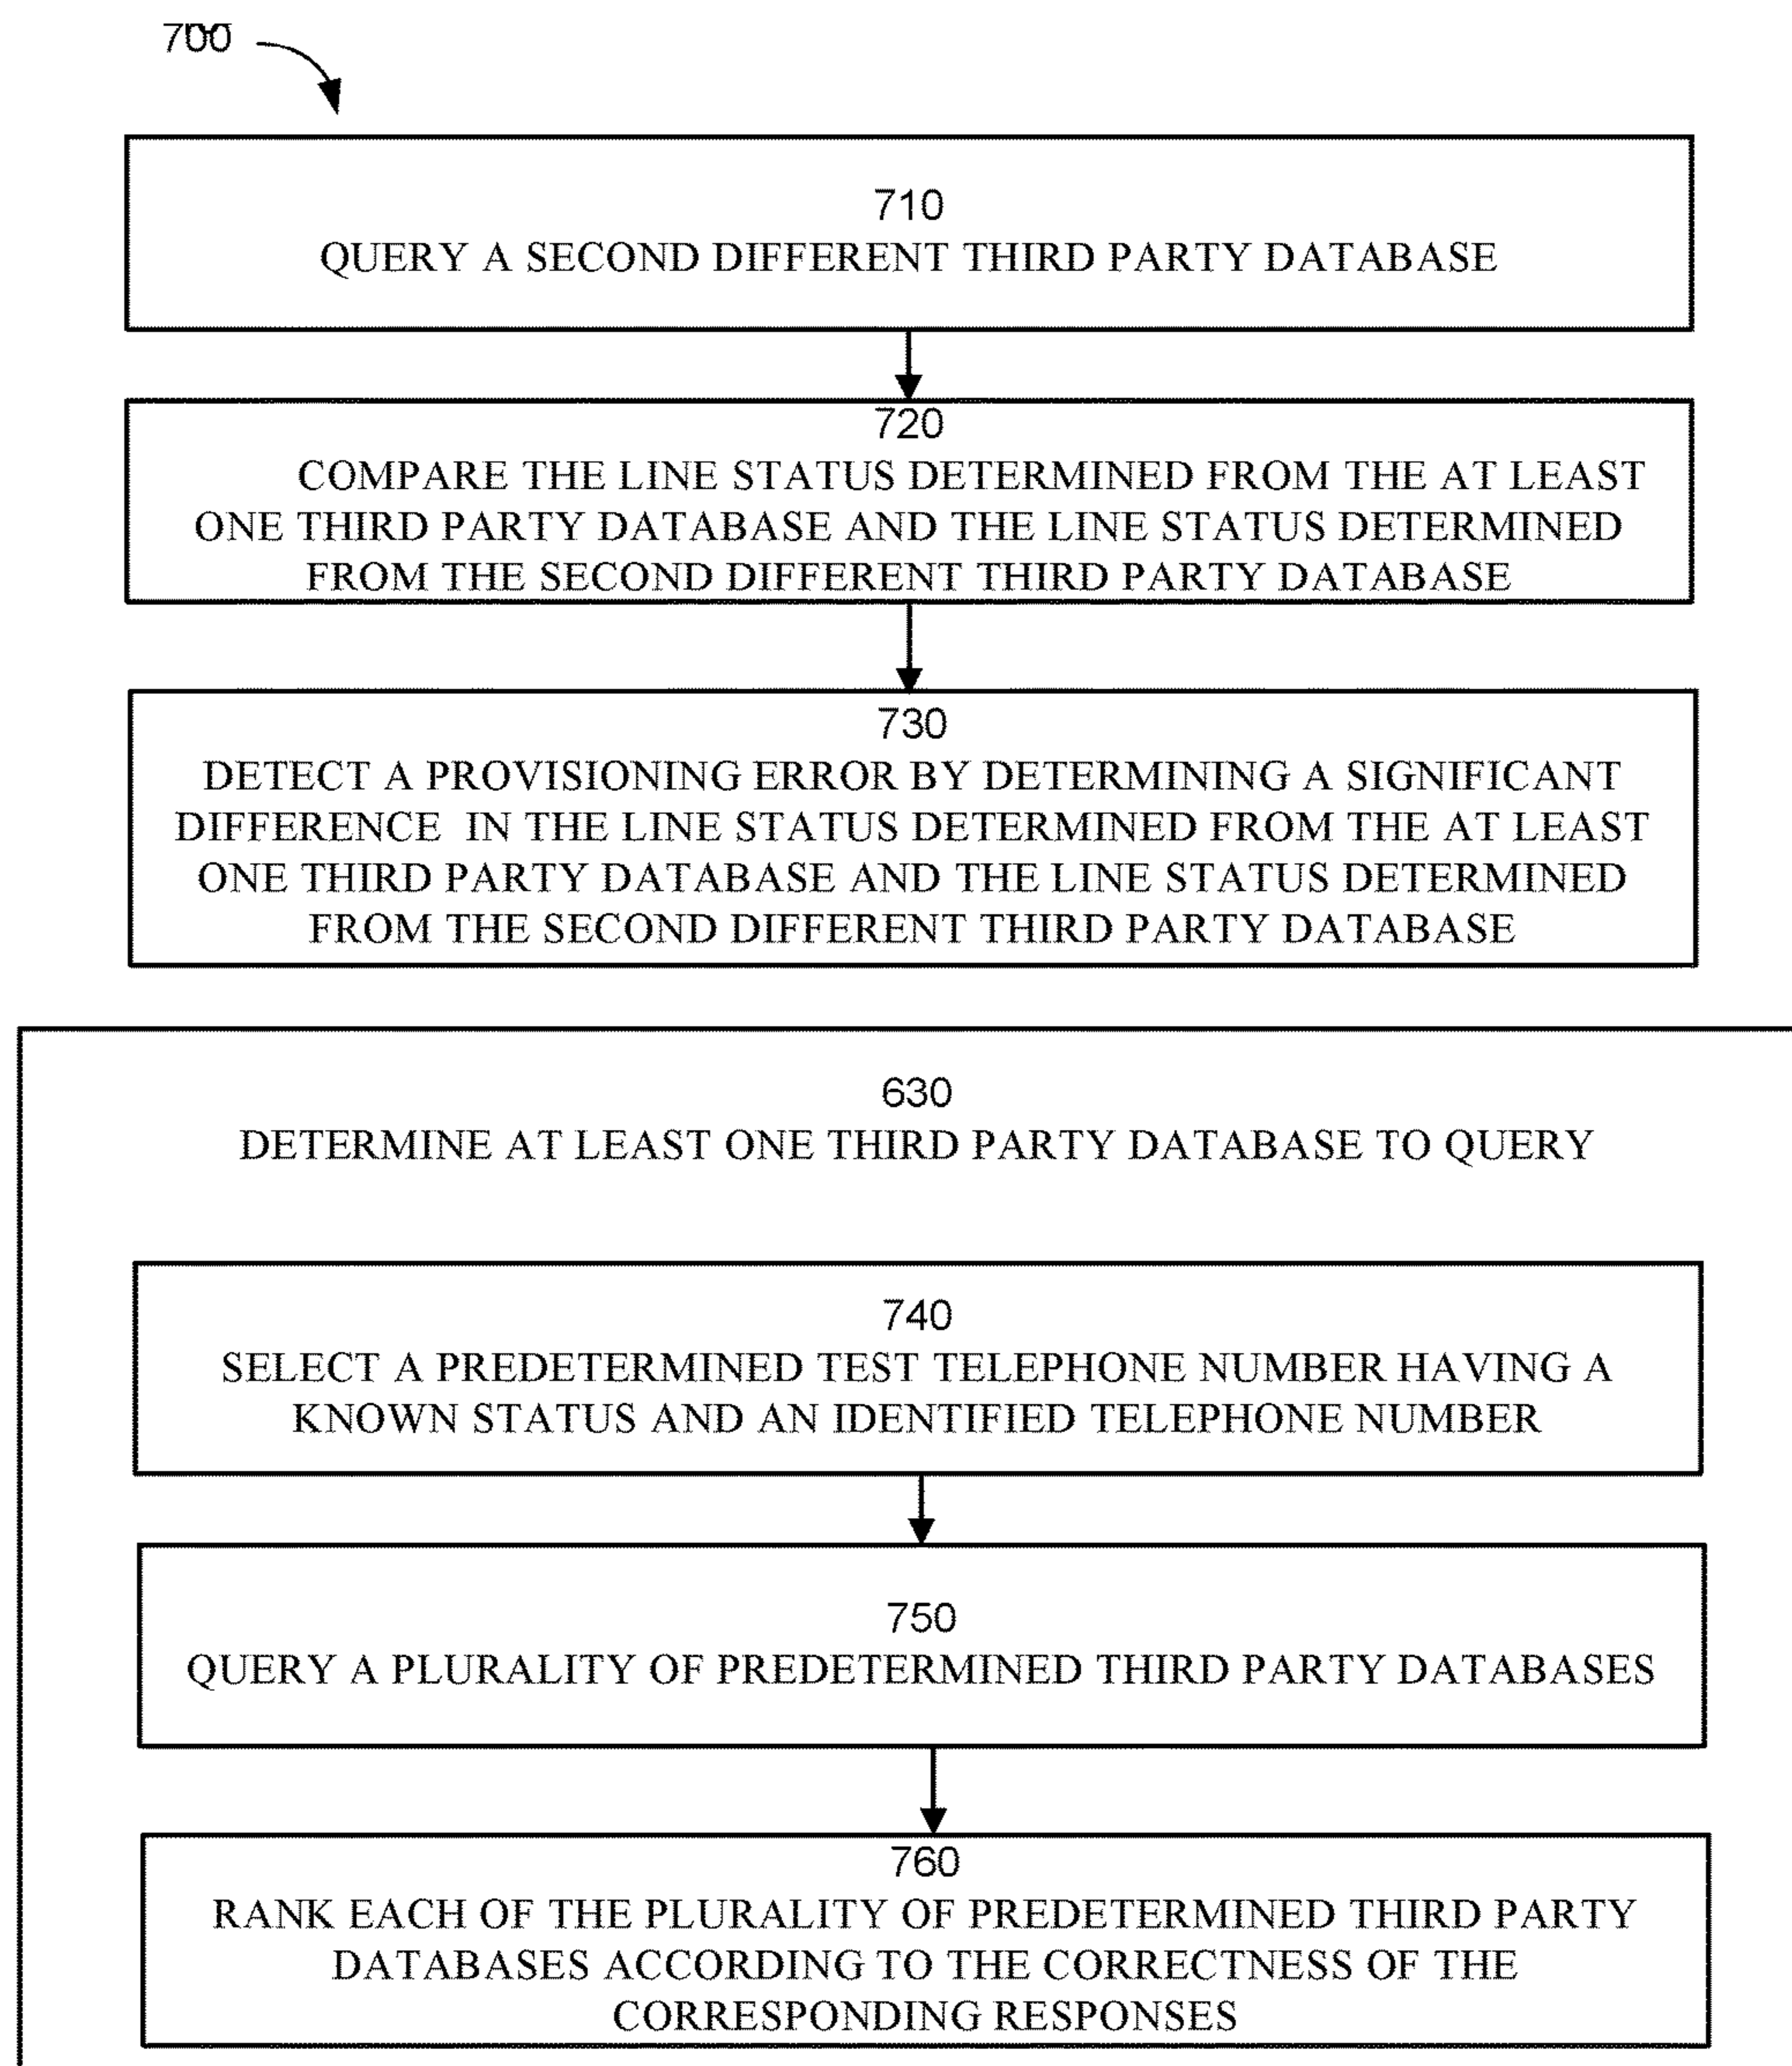 700
710
QUERY A SECOND DIFFERENT THIRD PARTY DATABASE
720
COMPARE THE LINE STATUS DETERMINED FROM THE AT LEAST
ONE THIRD PARTY DATABASE AND THE LINE STATUS DETERMINED
FROM THE SECOND DIFFERENT THIRD PARTY DATABASE
730
DETECT A PROVISIONING ERROR BY DETERMINING A SIGNIFICANT
DIFFERENCE IN THE LINE STATUS DETERMINED FROM THE AT LEAST
ONE THIRD PARTY DATABASE AND THE LINE STATUS DETERMINED
FROM THE SECOND DIFFERENT THIRD PARTY DATABASE
630
DETERMINE AT LEAST ONE THIRD PARTY DATABASE TO QUERY
740
SELECT A PREDETERMINED TEST TELEPHONE NUMBER HAVING A
KNOWN STATUS AND AN IDENTIFIED TELEPHONE NUMBER
750
QUERY A PLURALITY OF PREDETERMINED THIRD PARTY DATABASES
760
RANK EACH OF THE PLURALITY OF PREDETERMINED THIRD PARTY
DATABASES ACCORDING TO THE CORRECTNESS OF THE
CORRESPONDING RESPONSES